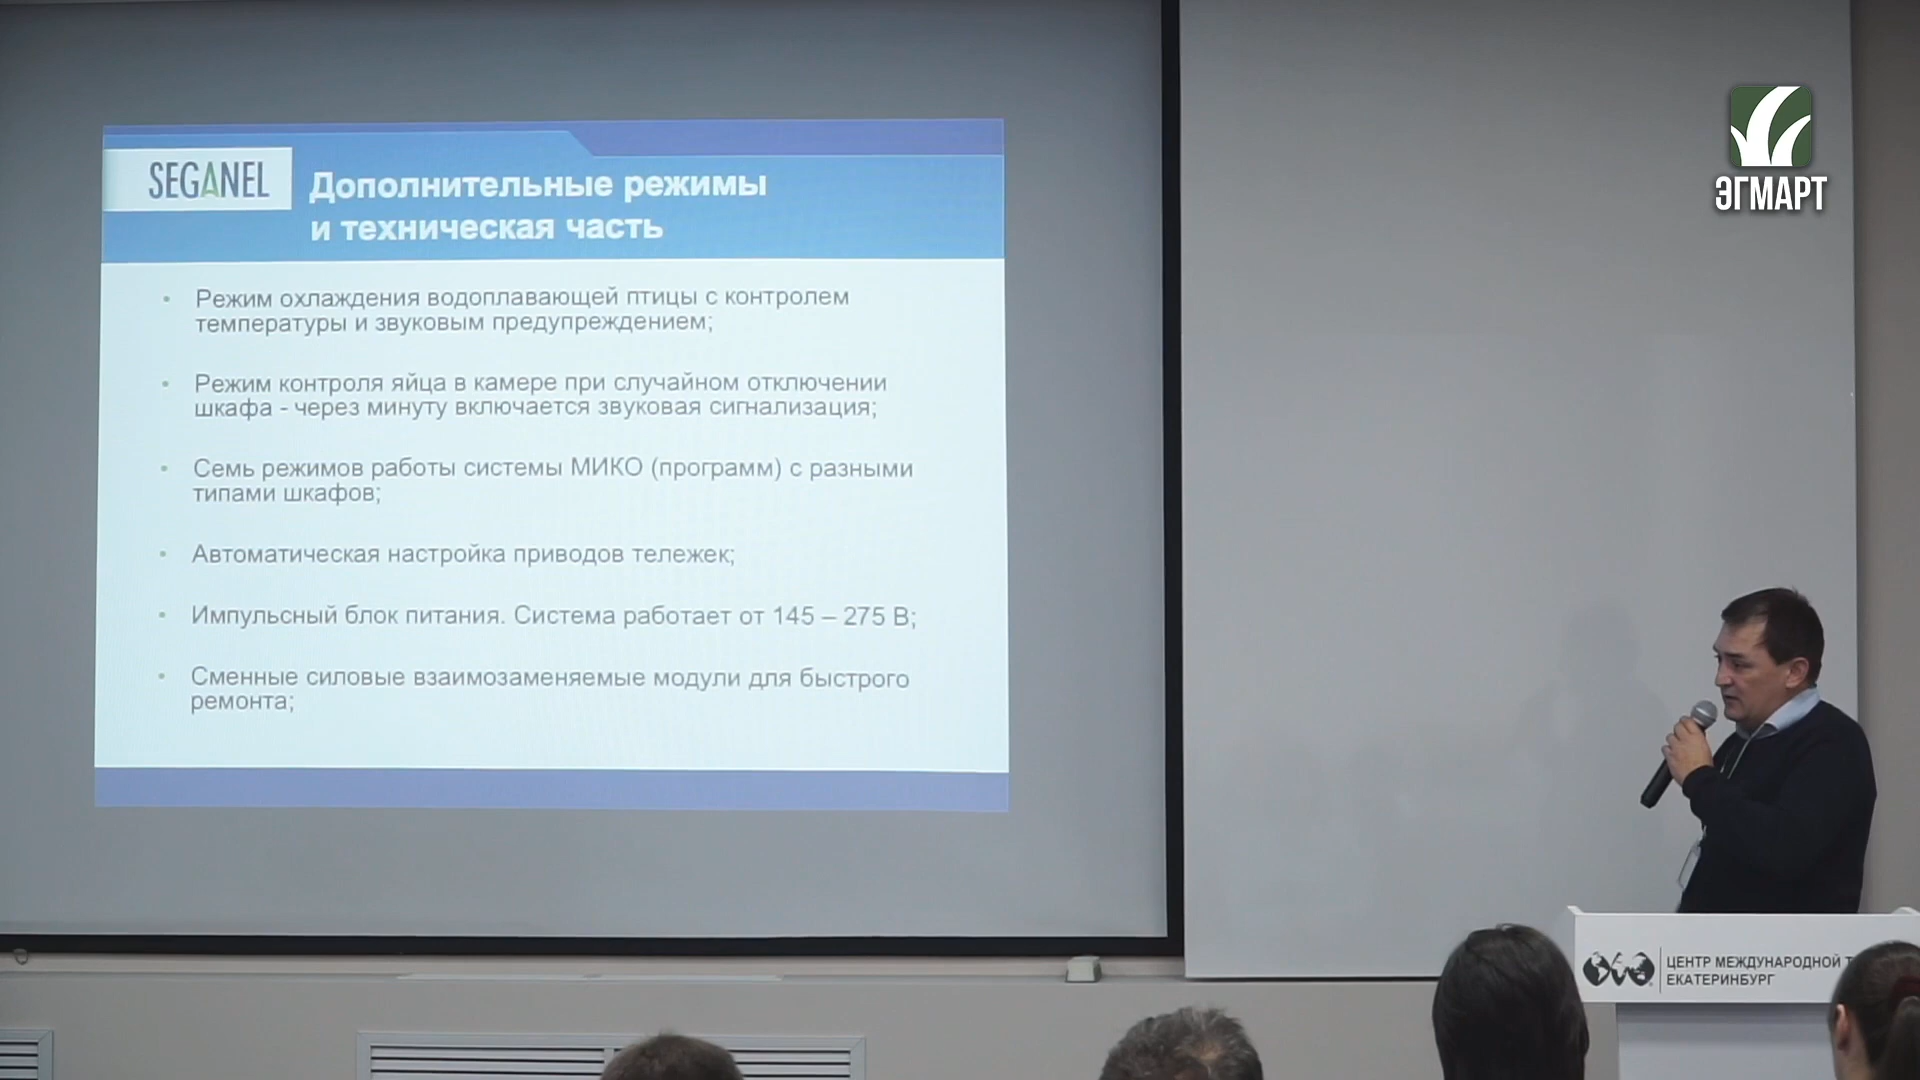 SEGANEL
Дополнительные режимы
и техническая часть
• Режим охлаждения водоплавающей птицы с контролем
температуры и звуковым предупреждением;
• Режим контроля яйца в камере при случайном отключении
шкафа - через минуту включается звуковая сигнализация;
• Семь режимов работы системы МИКО (программ) с разными
типами шкафов;
• Автоматическая настройка приводов тележек;
• Импульсный блок питания. Система работает от 145 – 275 В;
• Сменные силовые взаимозаменяемые модули для быстрого
ремонта;
ЭГМАРТ
ЦЕНТР МЕЖДУНАРОДНОЙ
ЕКАТЕРИНБУРГ